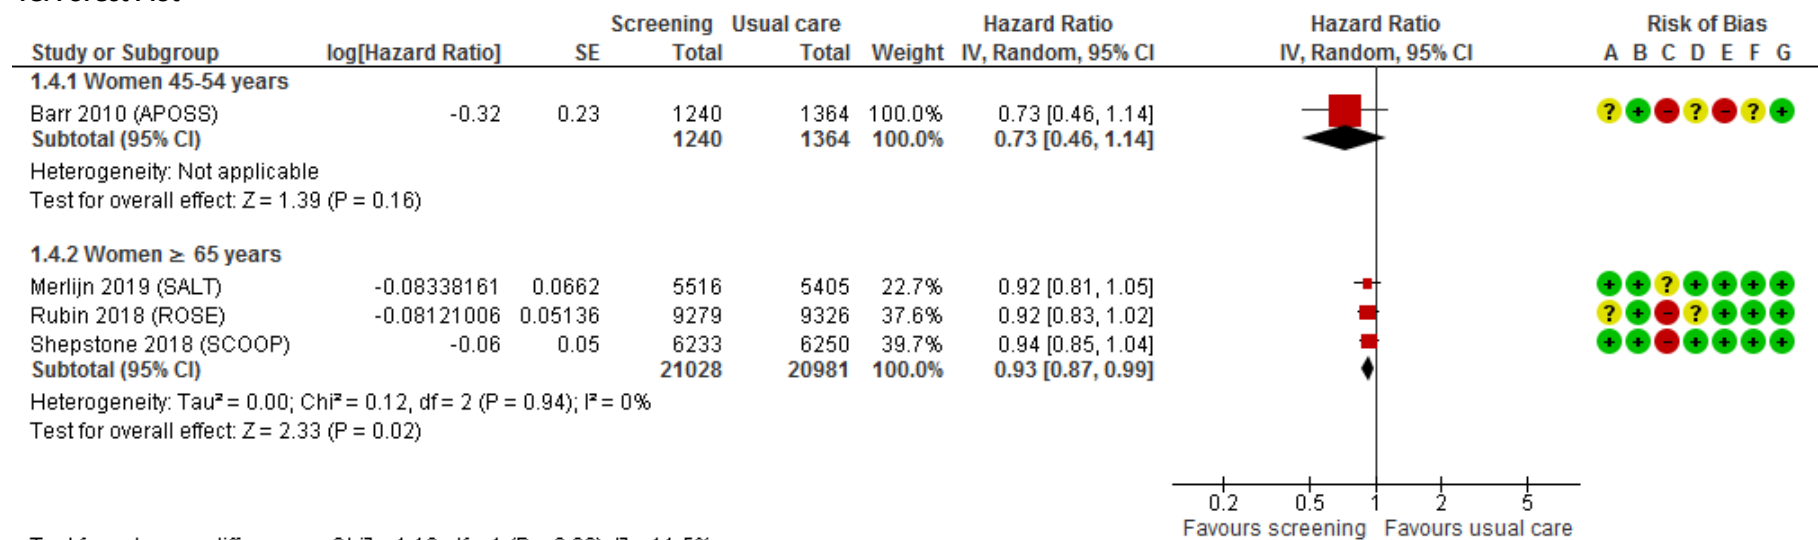 Screening Usual care Hazard Ratio Hazard Ratio Risk of Bias
Study or Subgroup log[Hazard Ratio] SE Total Total Weight IV, Random, 95% CI IV, Random, 95% CI A B C D E F G
1.4.1 Women 45-54 years
Barr 2010 (APOSS) -0.32 0.23 1240 1364 100.0% 0.73 [0.46, 1.14] ? + - ? - ? +
Subtotal (95% CI) 1240 1364 100.0% 0.73 [0.46, 1.14]
Heterogeneity: Not applicable
Test for overall effect: Z = 1.39 (P = 0.16)
1.4.2 Women ≥ 65 years
Merlijn 2019 (SALT) -0.08338161 0.0662 5516 5405 22.7% 0.92 [0.81, 1.05] + + ? + + + +
Rubin 2018 (ROSE) -0.08121006 0.05136 9279 9326 37.6% 0.92 [0.83, 1.02] ? + - ? + + +
Shepstone 2018 (SCOOP) -0.06 0.05 6233 6250 39.7% 0.94 [0.85, 1.04] + + - + + + +
Subtotal (95% CI) 21028 20981 100.0% 0.93 [0.87, 0.99]
Heterogeneity: Tau² = 0.00; Chi² = 0.12, df = 2 (P = 0.94); I² = 0%
Test for overall effect: Z = 2.33 (P = 0.02)
0.2 0.5 1 2 5
Favours screening Favours usual care